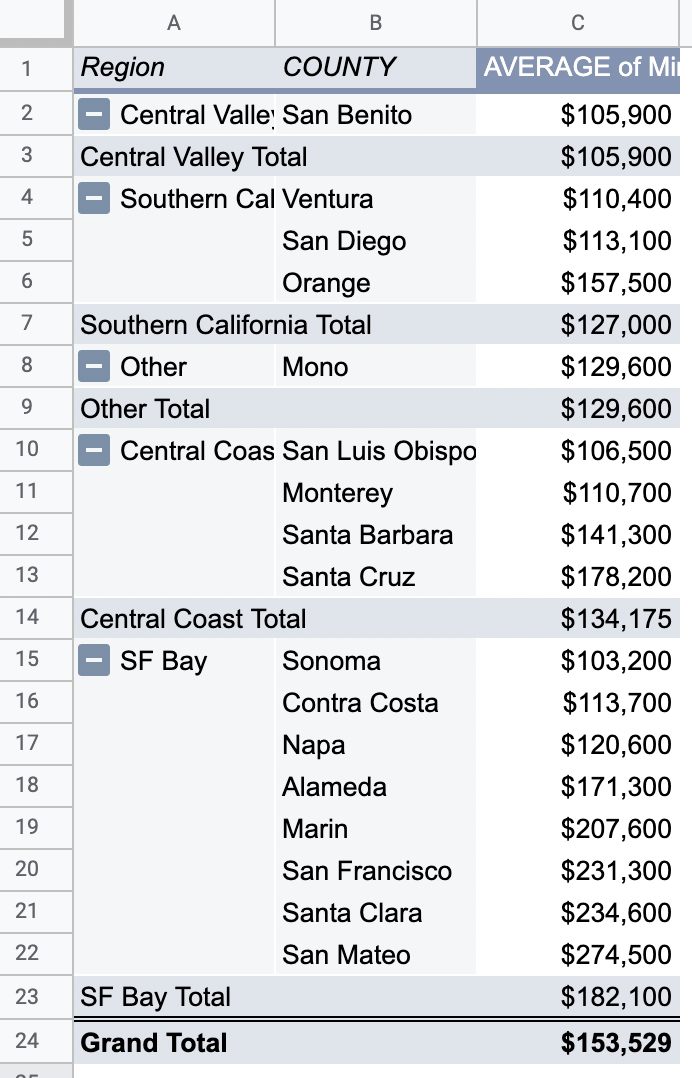 A B C
1 Region COUNTY AVERAGE of Mi
2 Central Valley San Benito $105,900
3 Central Valley Total $105,900
4 Southern Cal Ventura $110,400
5 San Diego $113,100
6 Orange $157,500
7 Southern California Total $127,000
8 Other Mono $129,600
9 Other Total $129,600
10 Central Coas San Luis Obispo $106,500
11 Monterey $110,700
12 Santa Barbara $141,300
13 Santa Cruz $178,200
14 Central Coast Total $134,175
15 SF Bay Sonoma $103,200
16 Contra Costa $113,700
17 Napa $120,600
18 Alameda $171,300
19 Marin $207,600
20 San Francisco $231,300
21 Santa Clara $234,600
22 San Mateo $274,500
23 SF Bay Total $182,100
24 Grand Total $153,529